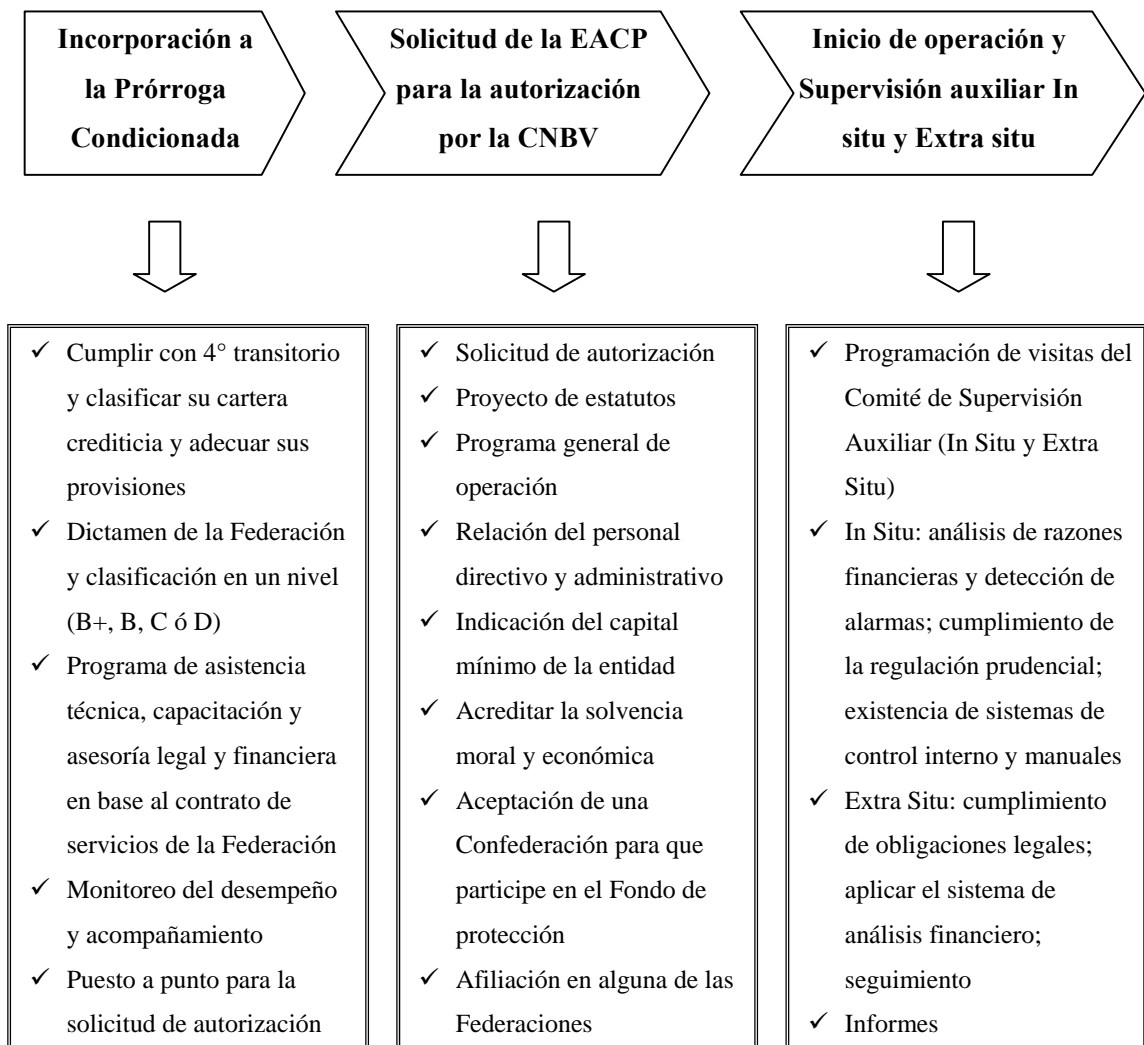 Incorporación a
la Prórroga
Condicionada
Solicitud de la EACP
para la autorización
por la CNBV
Inicio de operación y
Supervisión auxiliar In
situ y Extra situ
✓ Cumplir con 4° transitorio
y clasificar su cartera
crediticia y adecuar sus
provisiones
✓ Dictamen de la Federación
y clasificación en un nivel
(B+, B, C ó D)
✓ Programa de asistencia
técnica, capacitación y
asesoría legal y financiera
en base al contrato de
servicios de la Federación
✓ Monitoreo del desempeño
y acompañamiento
✓ Puesto a punto para la
solicitud de autorización
✓ Solicitud de autorización
✓ Proyecto de estatutos
✓ Programa general de
operación
✓ Relación del personal
directivo y administrativo
✓ Indicación del capital
mínimo de la entidad
✓ Acreditar la solvencia
moral y económica
✓ Aceptación de una
Confederación para que
participe en el Fondo de
protección
✓ Afiliación en alguna de las
Federaciones
✓ Programación de visitas del
Comité de Supervisión
Auxiliar (In Situ y Extra
Situ)
✓ In Situ: análisis de razones
financieras y detección de
alarmas; cumplimiento de
la regulación prudencial;
existencia de sistemas de
control interno y manuales
✓ Extra Situ: cumplimiento
de obligaciones legales;
aplicar el sistema de
análisis financiero;
seguimiento
✓ Informes